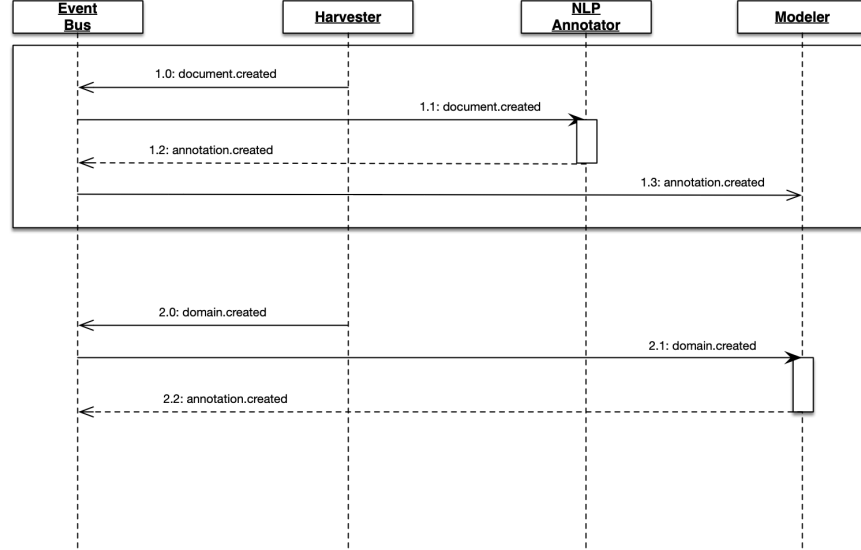 Event
Bus
Harvester
NLP
Annotator
Modeler
1.0: document.created
1.1: document.created
1.2: annotation.created
1.3: annotation.created
2.0: domain.created
2.1: domain.created
2.2: annotation.created